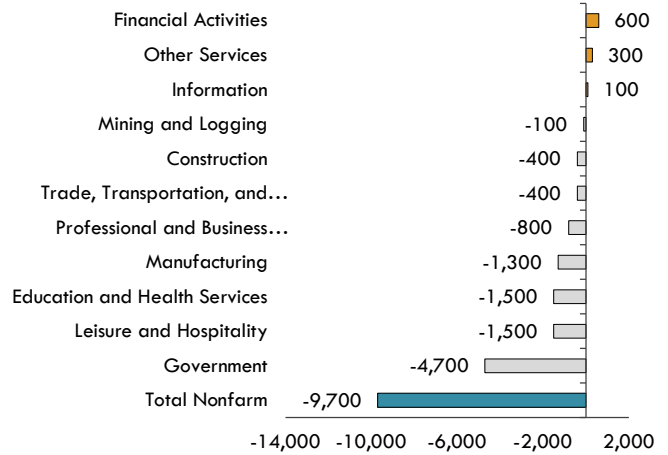 Financial Activities 600
Other Services 300
Information 100
Mining and Logging -100
Construction -400
Trade, Transportation, and... -400
Professional and Business... -800
Manufacturing -1,300
Education and Health Services -1,500
Leisure and Hospitality -1,500
Government -4,700
Total Nonfarm -9,700
-14,000 -10,000 -6,000 -2,000 2,000